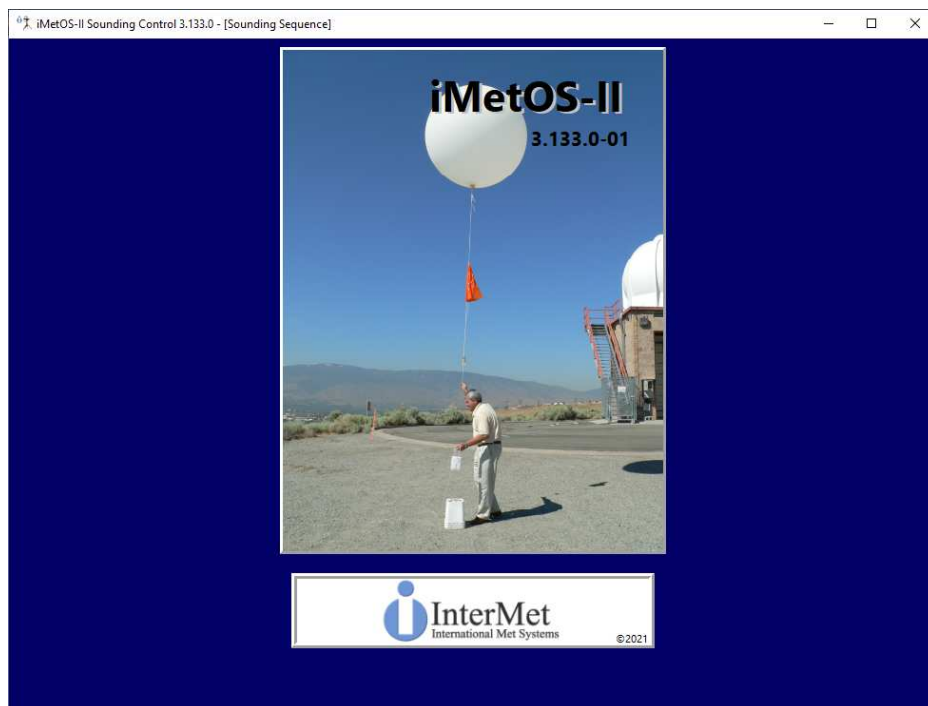 iMetOS-II Sounding Control 3.133.0 - [Sounding Sequence]
iMetOS-II
3.133.0-01
InterMet
International Met Systems
©2021